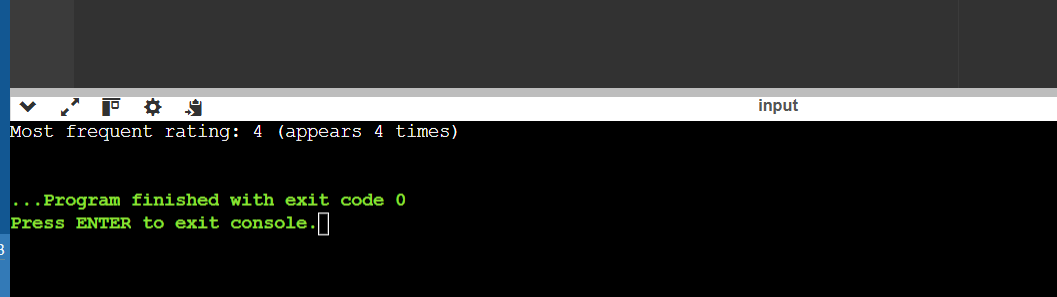 input
Most frequent rating: 4 (appears 4 times)
...Program finished with exit code 0
Press ENTER to exit console.